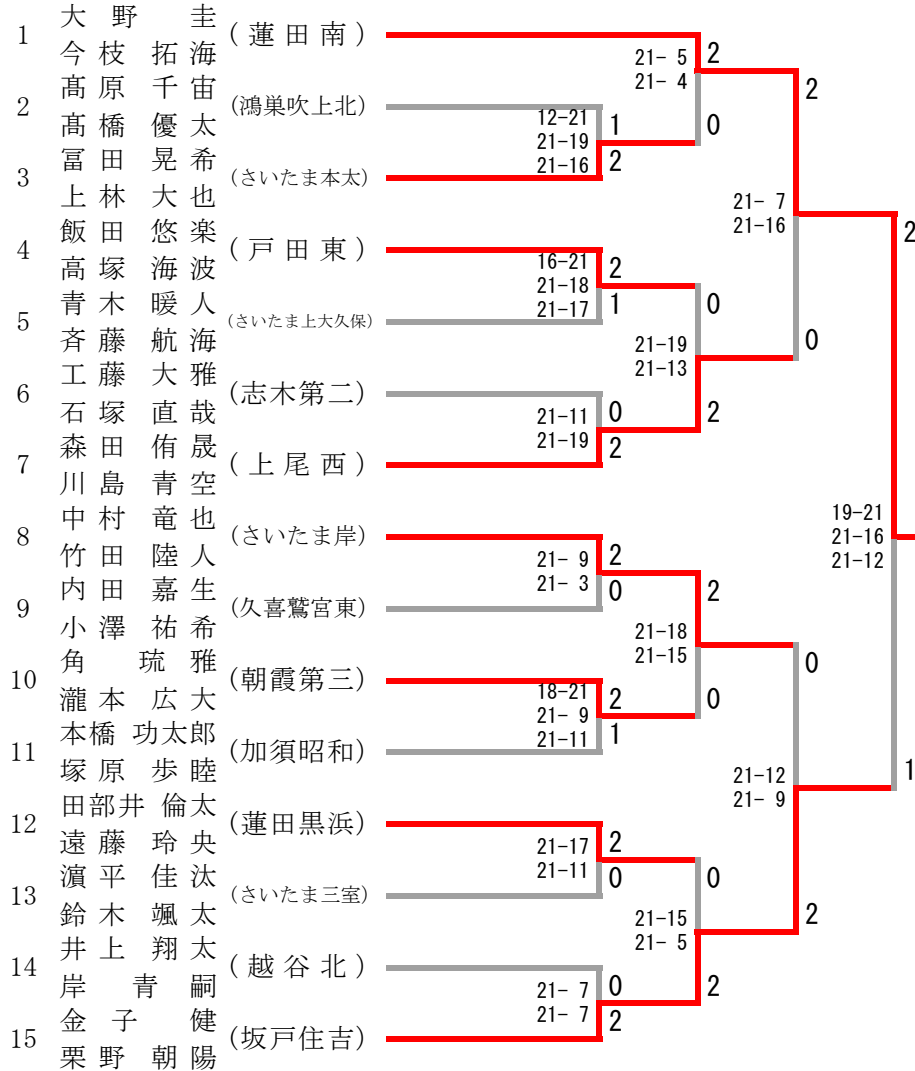 1 大野 圭 (蓮田南)
今枝 拓海
2 髙原 千宙 (鴻巣吹上北)
髙橋 優太
3 冨田 晃希 (さいたま本太)
上林 大也
4 飯田 悠楽 (戸田東)
高塚 海波
5 青木 暖人 (さいたま上大久保)
斉藤 航海
6 工藤 大雅 (志木第二)
石塚 直哉
7 森田 侑晟 (上尾西)
川島 青空
8 中村 竜也 (さいたま岸)
竹田 陸人
9 内田 嘉生 (久喜鷲宮東)
小澤 祐希
10 角 琉雅 (朝霞第三)
瀧本 広大
11 本橋 功太郎 (加須昭和)
塚原 歩睦
12 田部井 倫太 (蓮田黒浜)
遠藤 玲央
13 濵平 佳汰 (さいたま三室)
鈴木 颯太
14 井上 翔太 (越谷北)
岸 青嗣
15 金子 健 (坂戸住吉)
栗野 朝陽
12-21
21-19
21-16
1
2
16-21
21-18
21-17
2
1
21-11
21-19
0
2
21- 9
21- 3
2
0
18-21
21- 9
21-11
2
1
21-17
21-11
2
0
21- 7
21- 7
0
2
21- 5
21- 4
2
0
21-19
21-13
0
2
21-18
21-15
2
0
21-15
21- 5
0
2
21- 7
21-16
2
0
21-12
21- 9
0
2
19-21
21-16
21-12
2
1